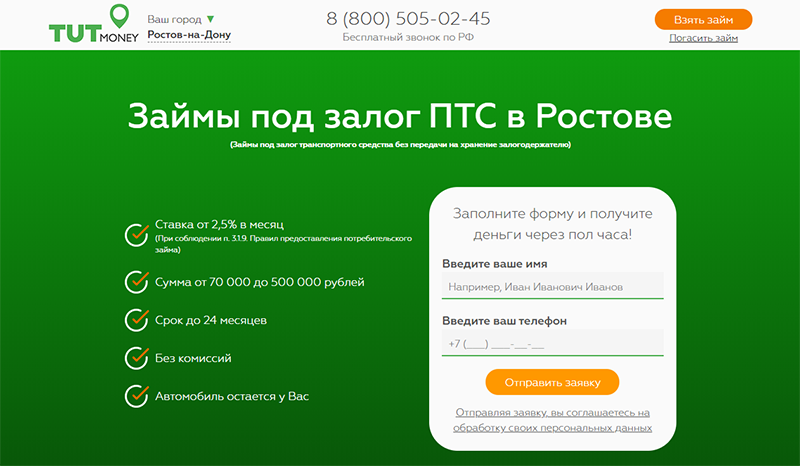 TUT MONEY
Ваш город ▼
Ростов-на-Дону
8 (800) 505-02-45
Бесплатный звонок по РФ
Взять займ
Погасить займ
Займы под залог ПТС в Ростове
(Займы под залог транспортного средства без передачи на хранение залогодержателю)
Ставка от 2,5% в месяц
(При соблюдении п. 3.1.9. Правил предоставления потребительского
займа)
Сумма от 70 000 до 500 000 рублей
Срок до 24 месяцев
Без комиссий
Автомобиль остается у Вас
Заполните форму и получите
деньги через пол часа!
Введите ваше имя
Например, Иван Иванович Иванов
Введите ваш телефон
+7 (___) ___-__-__
Отправить заявку
Отправляя заявку, вы соглашаетесь на
обработку своих персональных данных